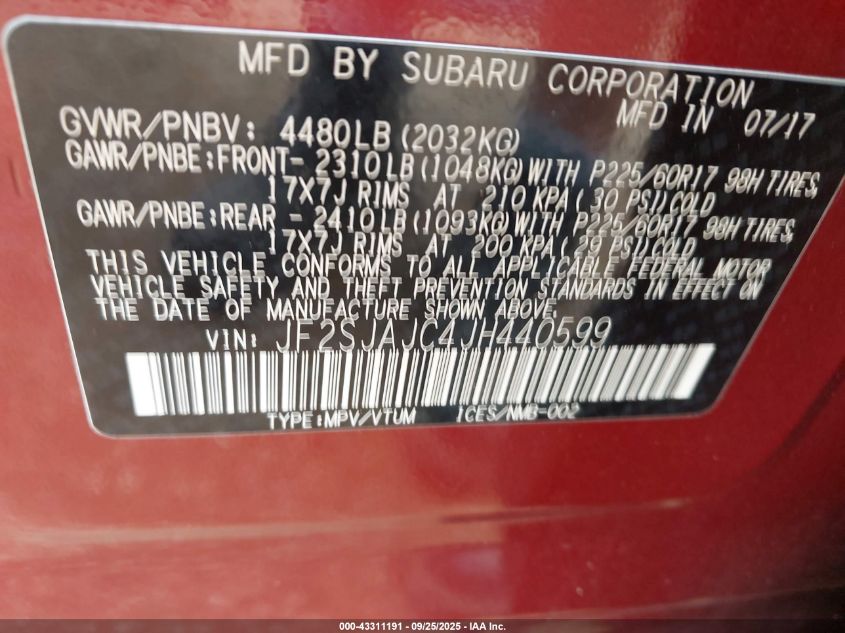 MFD BY SUBARU CORPORATION
MFD IN 07/17
GVWR/PNBV: 4480LB (2032KG)
GAWR/PNBE:FRONT- 2310LB(1048KG)WITH P225/60R17 98H TIRES,
17X7J RIMS AT 210 KPA( 30 PSI)COLD
GAWR/PNBE:REAR - 2410LB(1093KG)WITH P225/60R17 98H TIRES,
17X7J RIMS AT 200 KPA( 29 PSI)COLD
THIS VEHICLE CONFORMS TO ALL APPLICABLE FEDERAL MOTOR
VEHICLE SAFETY AND THEFT PREVENTION STANDARDS IN EFFECT ON
THE DATE OF MANUFACTURE SHOWN ABOVE.
VIN: JF2SJAJC4JH440599
TYPE:MPV/VTUM ICES/NMB-002
000-43311191 - 09/25/2025 - IAA Inc.